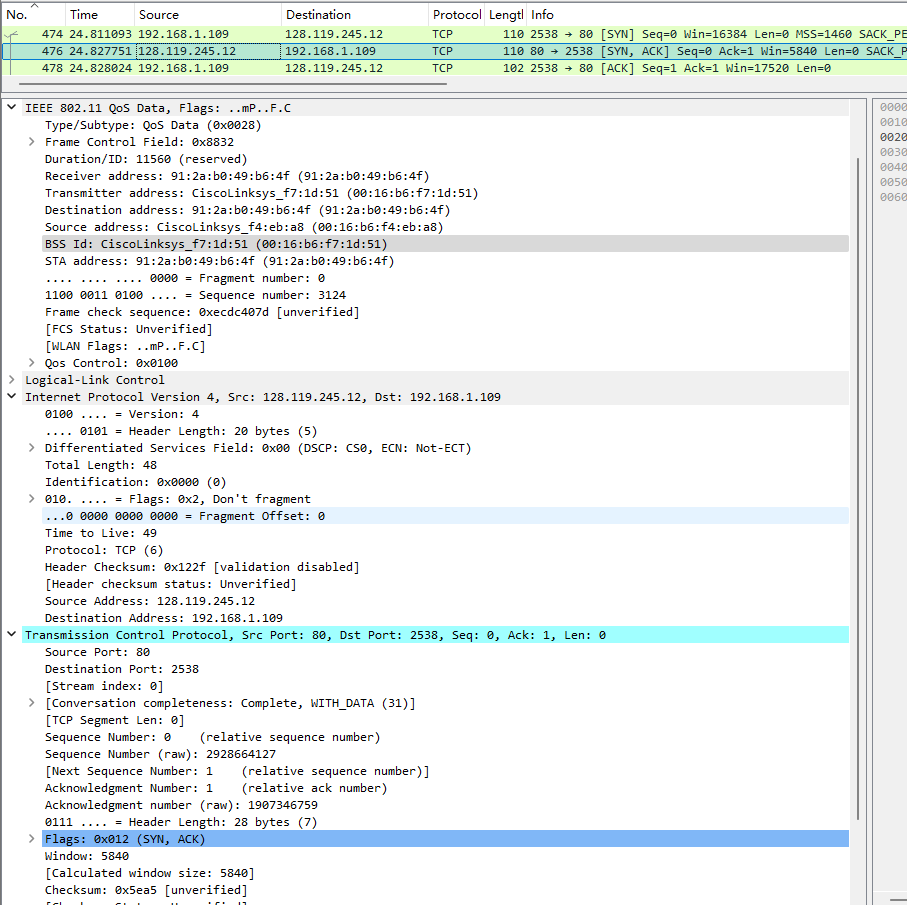 No. Time Source Destination Protocol Lengtl Info
474 24.811093 192.168.1.109 128.119.245.12 TCP 110 2538 → 80 [SYN] Seq=0 Win=16384 Len=0 MSS=1460 SACK_PE
476 24.827751 128.119.245.12 192.168.1.109 TCP 110 80 → 2538 [SYN, ACK] Seq=0 Ack=1 Win=5840 Len=0 SACK_P
478 24.828024 192.168.1.109 128.119.245.12 TCP 102 2538 → 80 [ACK] Seq=1 Ack=1 Win=17520 Len=0
IEEE 802.11 QoS Data, Flags: ..mP..F.C
Type/Subtype: QoS Data (0x0028)
Frame Control Field: 0x8832
Duration/ID: 11560 (reserved)
Receiver address: 91:2a:b0:49:b6:4f (91:2a:b0:49:b6:4f)
Transmitter address: CiscoLinksys_f7:1d:51 (00:16:b6:f7:1d:51)
Destination address: 91:2a:b0:49:b6:4f (91:2a:b0:49:b6:4f)
Source address: CiscoLinksys_f4:eb:a8 (00:16:b6:f4:eb:a8)
BSS Id: CiscoLinksys_f7:1d:51 (00:16:b6:f7:1d:51)
STA address: 91:2a:b0:49:b6:4f (91:2a:b0:49:b6:4f)
.... .... .... 0000 = Fragment number: 0
1100 0011 0100 .... = Sequence number: 3124
Frame check sequence: 0xecdc407d [unverified]
[FCS Status: Unverified]
[WLAN Flags: ..mP..F.C]
Qos Control: 0x0100
Logical-Link Control
Internet Protocol Version 4, Src: 128.119.245.12, Dst: 192.168.1.109
0100 .... = Version: 4
.... 0101 = Header Length: 20 bytes (5)
Differentiated Services Field: 0x00 (DSCP: CS0, ECN: Not-ECT)
Total Length: 48
Identification: 0x0000 (0)
010. .... = Flags: 0x2, Don't fragment
...0 0000 0000 0000 = Fragment Offset: 0
Time to Live: 49
Protocol: TCP (6)
Header Checksum: 0x122f [validation disabled]
[Header checksum status: Unverified]
Source Address: 128.119.245.12
Destination Address: 192.168.1.109
Transmission Control Protocol, Src Port: 80, Dst Port: 2538, Seq: 0, Ack: 1, Len: 0
Source Port: 80
Destination Port: 2538
[Stream index: 0]
[Conversation completeness: Complete, WITH_DATA (31)]
[TCP Segment Len: 0]
Sequence Number: 0 (relative sequence number)
Sequence Number (raw): 2928664127
[Next Sequence Number: 1 (relative sequence number)]
Acknowledgment Number: 1 (relative ack number)
Acknowledgment number (raw): 1907346759
0111 .... = Header Length: 28 bytes (7)
Flags: 0x012 (SYN, ACK)
Window: 5840
[Calculated window size: 5840]
Checksum: 0x5ea5 [unverified]
0000
0010
0020
0030
0040
0050
0060